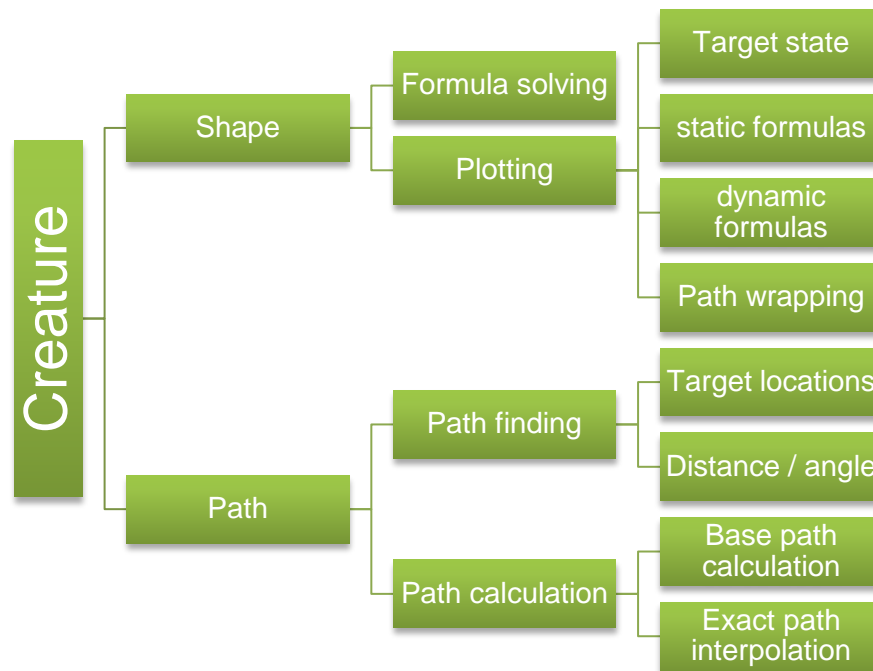 Creature
Shape
Formula solving
Plotting
Target state
static formulas
dynamic
formulas
Path wrapping
Path
Path finding
Target locations
Distance / angle
Path calculation
Base path
calculation
Exact path
interpolation